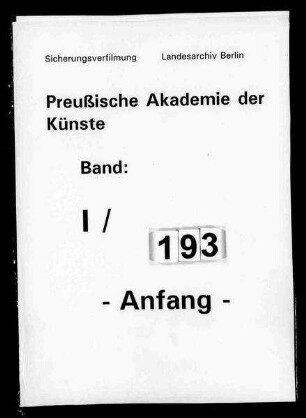 Sicherungsverfilmung Landesarchiv Berlin
Preußische Akademie der
Künste
Band:
I / 193
- Anfang -